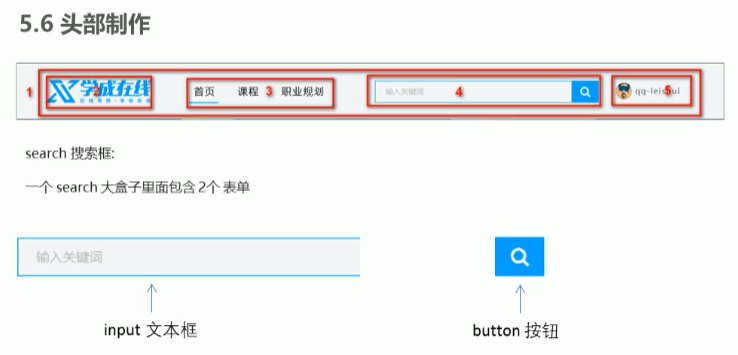 5.6 头部制作
1
学成在线
2
首页
课程
3
职业规划
输入关键词
4
5
search 搜索框:
一个 search 大盒子里面包含 2个 表单
输入关键词
input 文本框
button 按钮